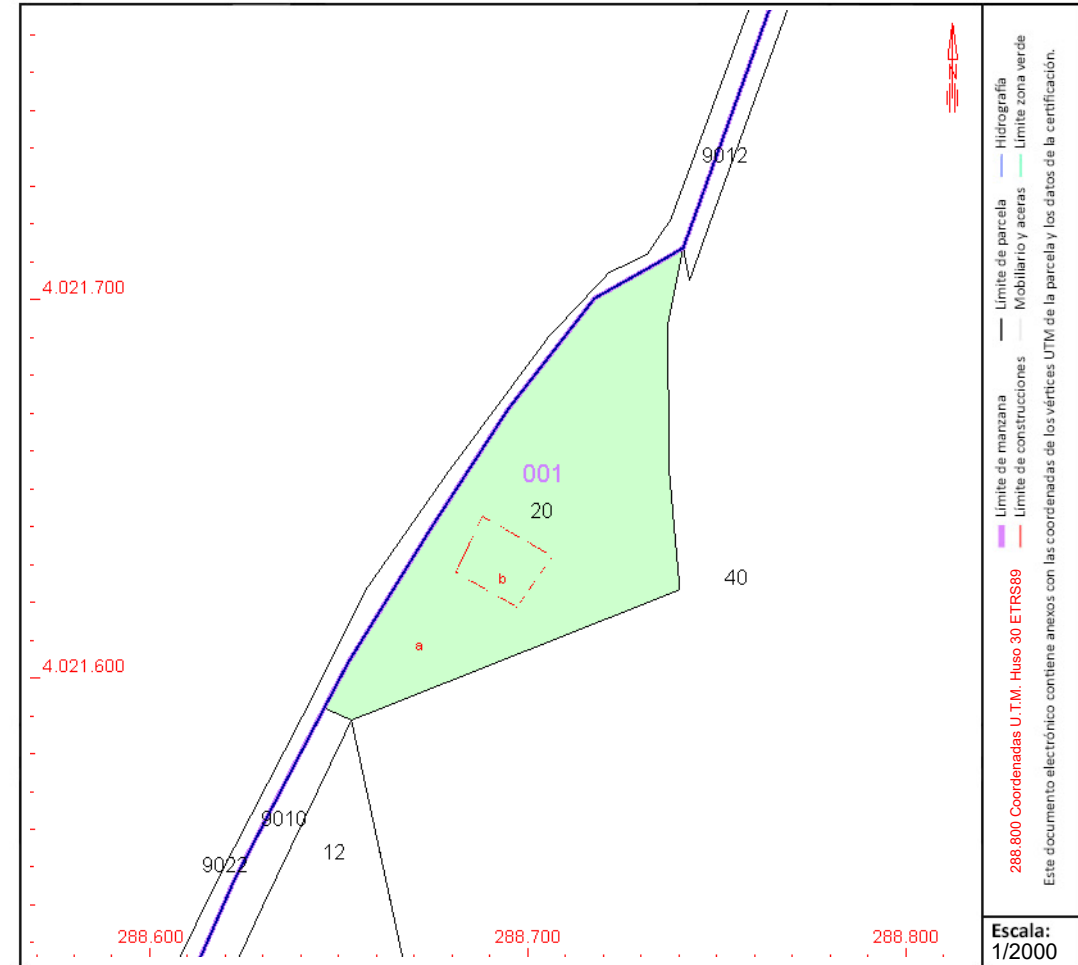 9012
4.021.700
001
20
b
40
a
4.021.600
9010
12
9022
288.600
288.700
288.800
N
Límite de manzana
Límite de parcela
Hidrografía
Límite de construcciones
Mobiliario y aceras
Límite zona verde
288.800 Coordenadas U.T.M. Huso 30 ETRS89
Este documento electrónico contiene anexos con las coordenadas de los vértices UTM de la parcela y los datos de la certificación.
Escala:
1/2000